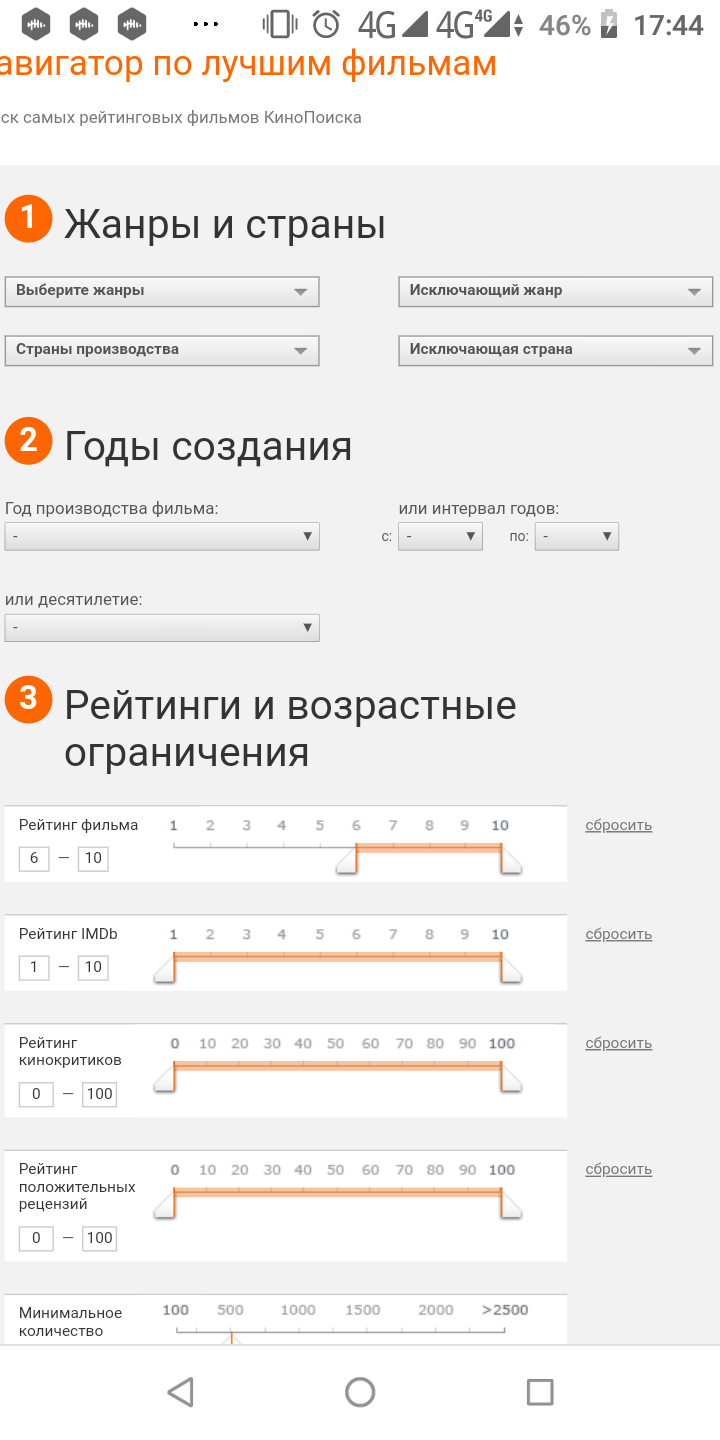 4G 4G 4G 46% 17:44
авигатор по лучшим фильмам
ск самых рейтинговых фильмов КиноПоиска
1 Жанры и страны
Выберите жанры Исключающий жанр
Страны производства Исключающая страна
2 Годы создания
Год производства фильма: или интервал годов:
- с: - по: -
или десятилетие:
-
3 Рейтинги и возрастные
ограничения
Рейтинг фильма 1 2 3 4 5 6 7 8 9 10 сбросить
6 — 10
Рейтинг IMDb 1 2 3 4 5 6 7 8 9 10 сбросить
1 — 10
Рейтинг 0 10 20 30 40 50 60 70 80 90 100 сбросить
кинокритиков
0 — 100
Рейтинг 0 10 20 30 40 50 60 70 80 90 100 сбросить
положительных
рецензий
0 — 100
Минимальное 100 500 1000 1500 2000 >2500
количество